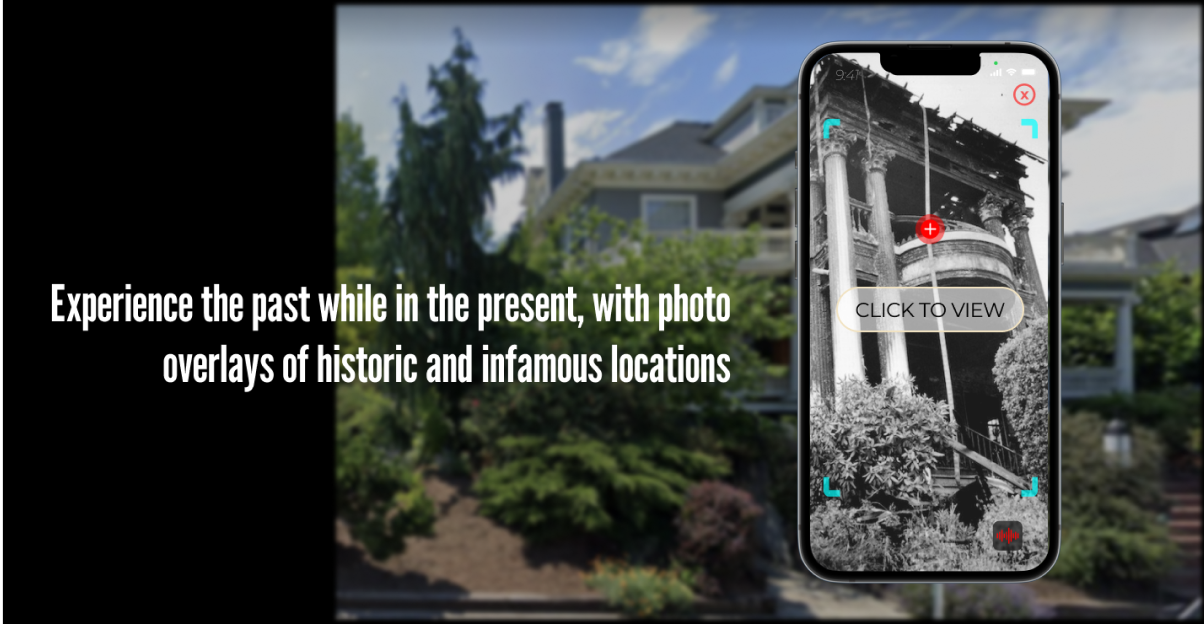 9:41
X
Experience the past while in the present, with photo
overlays of historic and infamous locations
CLICK TO VIEW